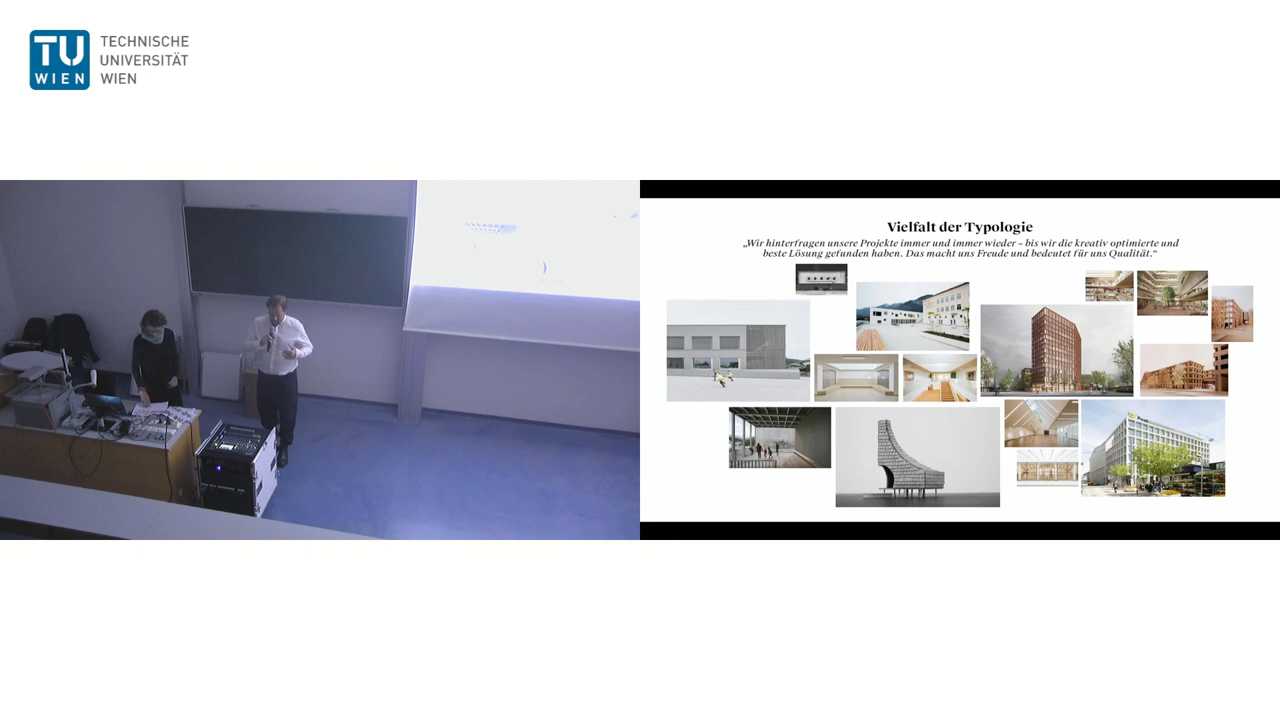 TU
WIEN
TECHNISCHE
UNIVERSITÄT
WIEN
Vielfalt der Typologie
„Wir hinterfragen unsere Projekte immer und immer wieder – bis wir die kreativ optimierte und
beste Lösung gefunden haben. Das macht uns Freude und bedeutet für uns Qualität.“